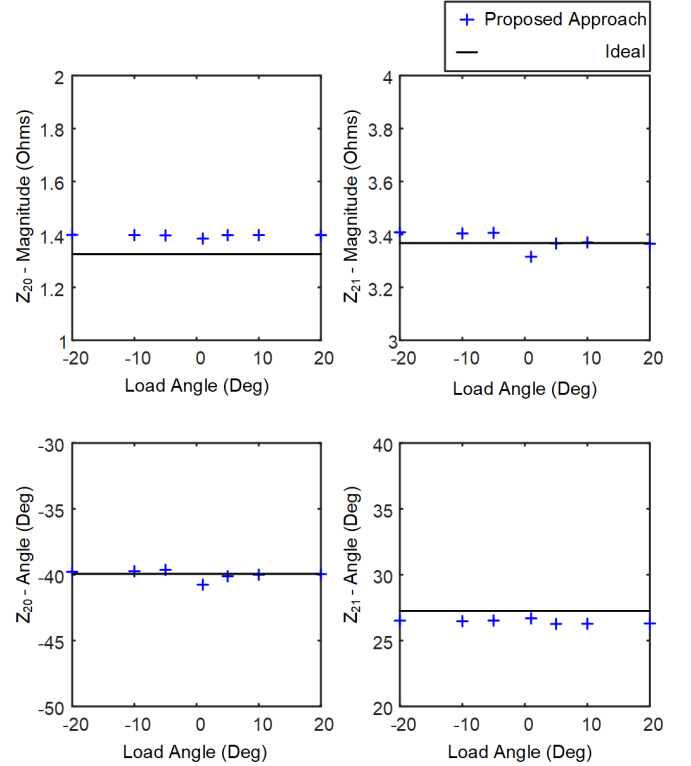 Proposed Approach
Ideal
2
1.8
1.6
1.4
1.2
1
Z20 - Magnitude (Ohms)
-20 -10 0 10 20
Load Angle (Deg)
4
3.8
3.6
3.4
3.2
3
Z21 - Magnitude (Ohms)
-20 -10 0 10 20
Load Angle (Deg)
-30
-35
-40
-45
-50
Z20 - Angle (Deg)
-20 -10 0 10 20
Load Angle (Deg)
40
35
30
25
20
Z21 - Angle (Deg)
-20 -10 0 10 20
Load Angle (Deg)